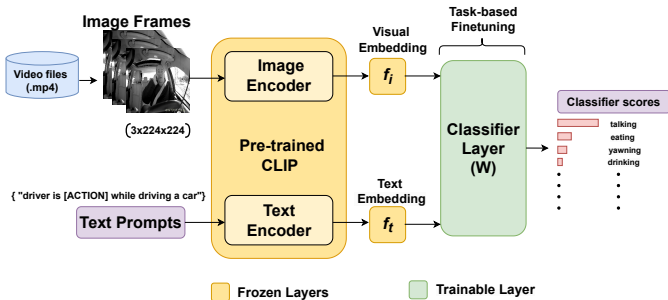 Image Frames
Video files
(.mp4)
(3x224x224)
{ "driver is [ACTION] while driving a car"}
Text Prompts
Image
Encoder
Pre-trained
CLIP
Text
Encoder
Visual
Embedding
f_i
Text
Embedding
f_t
Task-based
Finetuning
Classifier
Layer
(W)
Classifier scores
talking
eating
yawning
drinking
Frozen Layers
Trainable Layer